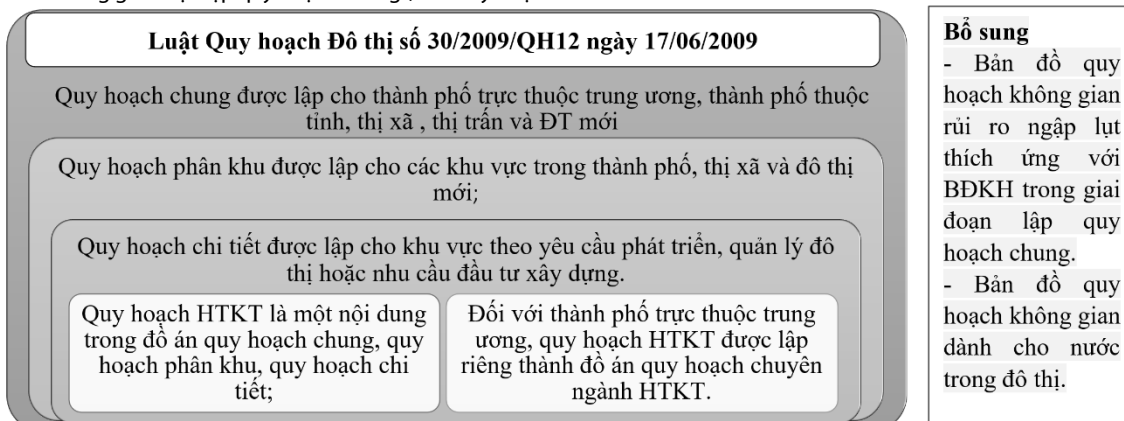 Luật Quy hoạch Đô thị số 30/2009/QH12 ngày 17/06/2009
Quy hoạch chung được lập cho thành phố trực thuộc trung ương, thành phố thuộc
tỉnh, thị xã , thị trấn và ĐT mới
Quy hoạch phân khu được lập cho các khu vực trong thành phố, thị xã và đô thị
mới;
Quy hoạch chi tiết được lập cho khu vực theo yêu cầu phát triển, quản lý đô
thị hoặc nhu cầu đầu tư xây dựng.
Quy hoạch HTKT là một nội dung
trong đồ án quy hoạch chung, quy
hoạch phân khu, quy hoạch chi
tiết;
Đối với thành phố trực thuộc trung
ương, quy hoạch HTKT được lập
riêng thành đồ án quy hoạch chuyên
ngành HTKT.
Bổ sung
- Bản đồ quy
hoạch không gian
rủi ro ngập lụt
thích ứng với
BĐKH trong giai
đoạn lập quy
hoạch chung.
- Bản đồ quy
hoạch không gian
dành cho nước
trong đô thị.